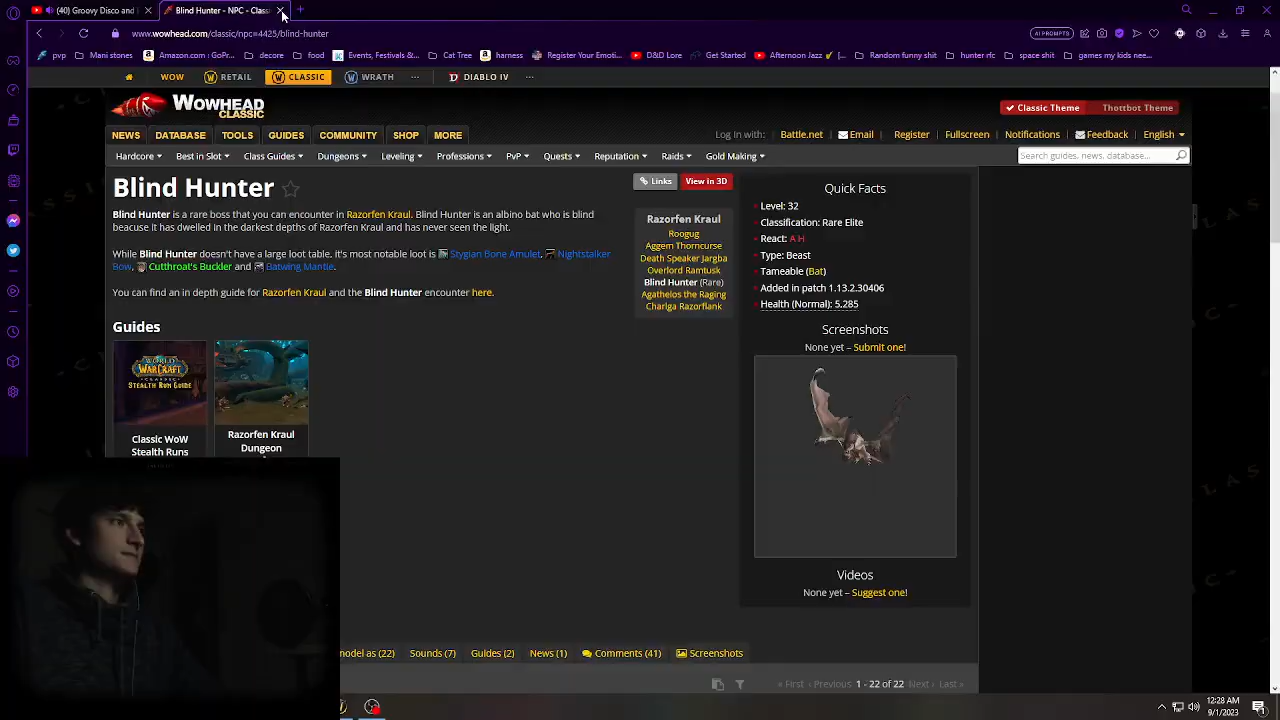 (40) Groovy Disco and
Blind Hunter - NPC - Class
www.wowhead.com/classic/npc=4425/blind-hunter
AI PROMPTS
pvp
Mani stones
Amazon.com : GoPr...
decore
food
Events, Festivals &...
Cat Tree
harness
Register Your Emoti...
D&D Lore
Get Started
Afternoon Jazz
Random funny shit
hunter rfc
space shit
games my kids nee...
WOW
RETAIL
CLASSIC
WRATH
...
DIABLO IV
...
WOWHEAD
CLASSIC
Classic Theme
Thottbot Theme
NEWS
DATABASE
TOOLS
GUIDES
COMMUNITY
SHOP
MORE
Log In with:
Battle.net
Email
Register
Fullscreen
Notifications
Feedback
English
Hardcore
Best in Slot
Class Guides
Dungeons
Leveling
Professions
PvP
Quests
Reputation
Raids
Gold Making
Search guides, news, database...
Blind Hunter
Links
View in 3D
Blind Hunter is a rare boss that you can encounter in Razorfen Kraul. Blind Hunter is an albino bat who is blind
beacuse it has dwelled in the darkest depths of Razorfen Kraul and has never seen the light.
While Blind Hunter doesn't have a large loot table. it's most notable loot is Stygian Bone Amulet, Nightstalker
Bow, Cutthroat's Buckler and Batwing Mantle.
You can find an in depth guide for Razorfen Kraul and the Blind Hunter encounter here.
Razorfen Kraul
Roogug
Aggem Thorncurse
Death Speaker Jargba
Overlord Ramtusk
Blind Hunter (Rare)
Agathelos the Raging
Charlga Razorflank
Quick Facts
Level: 32
Classification: Rare Elite
React: A H
Type: Beast
Tameable (Bat)
Added in patch 1.13.2.30406
Health (Normal): 5,285
Screenshots
None yet – Submit one!
Videos
None yet – Suggest one!
Guides
WORLD
WARCRAFT
CLASSIC
STEALTH RUN GUIDE
Classic WoW
Stealth Runs
Razorfen Kraul
Dungeon
model as (22)
Sounds (7)
Guides (2)
News (1)
Comments (41)
Screenshots
« First ‹ Previous 1 - 22 of 22 Next › Last »
12:28 AM
9/1/2023